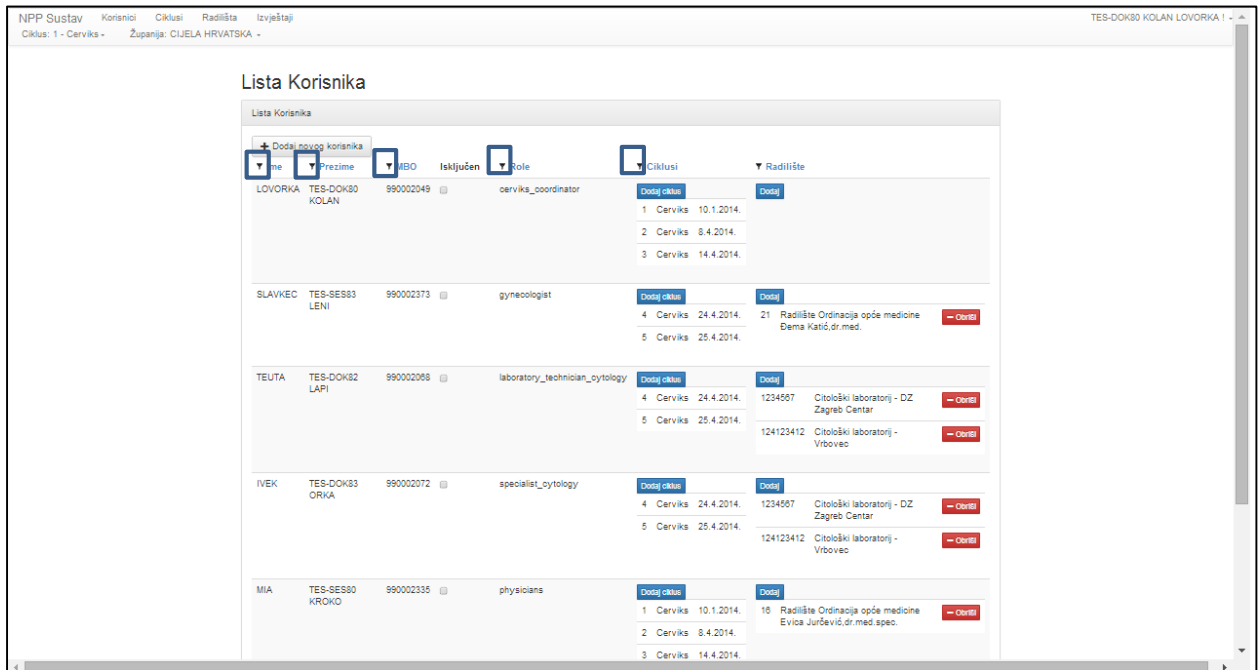 NPP Sustav Korisnici Ciklusi Radilišta Izvještaji TES-DOK80 KOLAN LOVORKA !
Ciklus: 1 - Cerviks Županija: CIJELA HRVATSKA
Lista Korisnika
Lista Korisnika
+ Dodaj novog korisnika
me Prezime MBO Isključen Role Ciklusi Radilište
LOVORKA TES-DOK80 990002049 cerviks_coordinator Dodaj ciklus Dodaj
KOLAN
1 Cerviks 10.1.2014.
2 Cerviks 8.4.2014.
3 Cerviks 14.4.2014.
SLAVKEC TES-SES83 990002373 gynecologist Dodaj ciklus Dodaj
LENI
4 Cerviks 24.4.2014. 21 Radilište Ordinacija opće medicine Obriši
Đema Katić,dr.med.
5 Cerviks 25.4.2014.
TEUTA TES-DOK82 990002068 laboratory_technician_cytology Dodaj ciklus Dodaj
LAPI
4 Cerviks 24.4.2014. 1234567 Citološki laboratorij - DZ Obriši
Zagreb Centar
5 Cerviks 25.4.2014.
124123412 Citološki laboratorij - Obriši
Vrbovec
IVEK TES-DOK83 990002072 specialist_cytology Dodaj ciklus Dodaj
ORKA
4 Cerviks 24.4.2014. 1234567 Citološki laboratorij - DZ Obriši
Zagreb Centar
5 Cerviks 25.4.2014.
124123412 Citološki laboratorij - Obriši
Vrbovec
MIA TES-SES80 990002335 physicians Dodaj ciklus Dodaj
KROKO
1 Cerviks 10.1.2014. 16 Radilište Ordinacija opće medicine Obriši
Evica Jurčević,dr.med.spec.
2 Cerviks 8.4.2014.
3 Cerviks 14.4.2014.